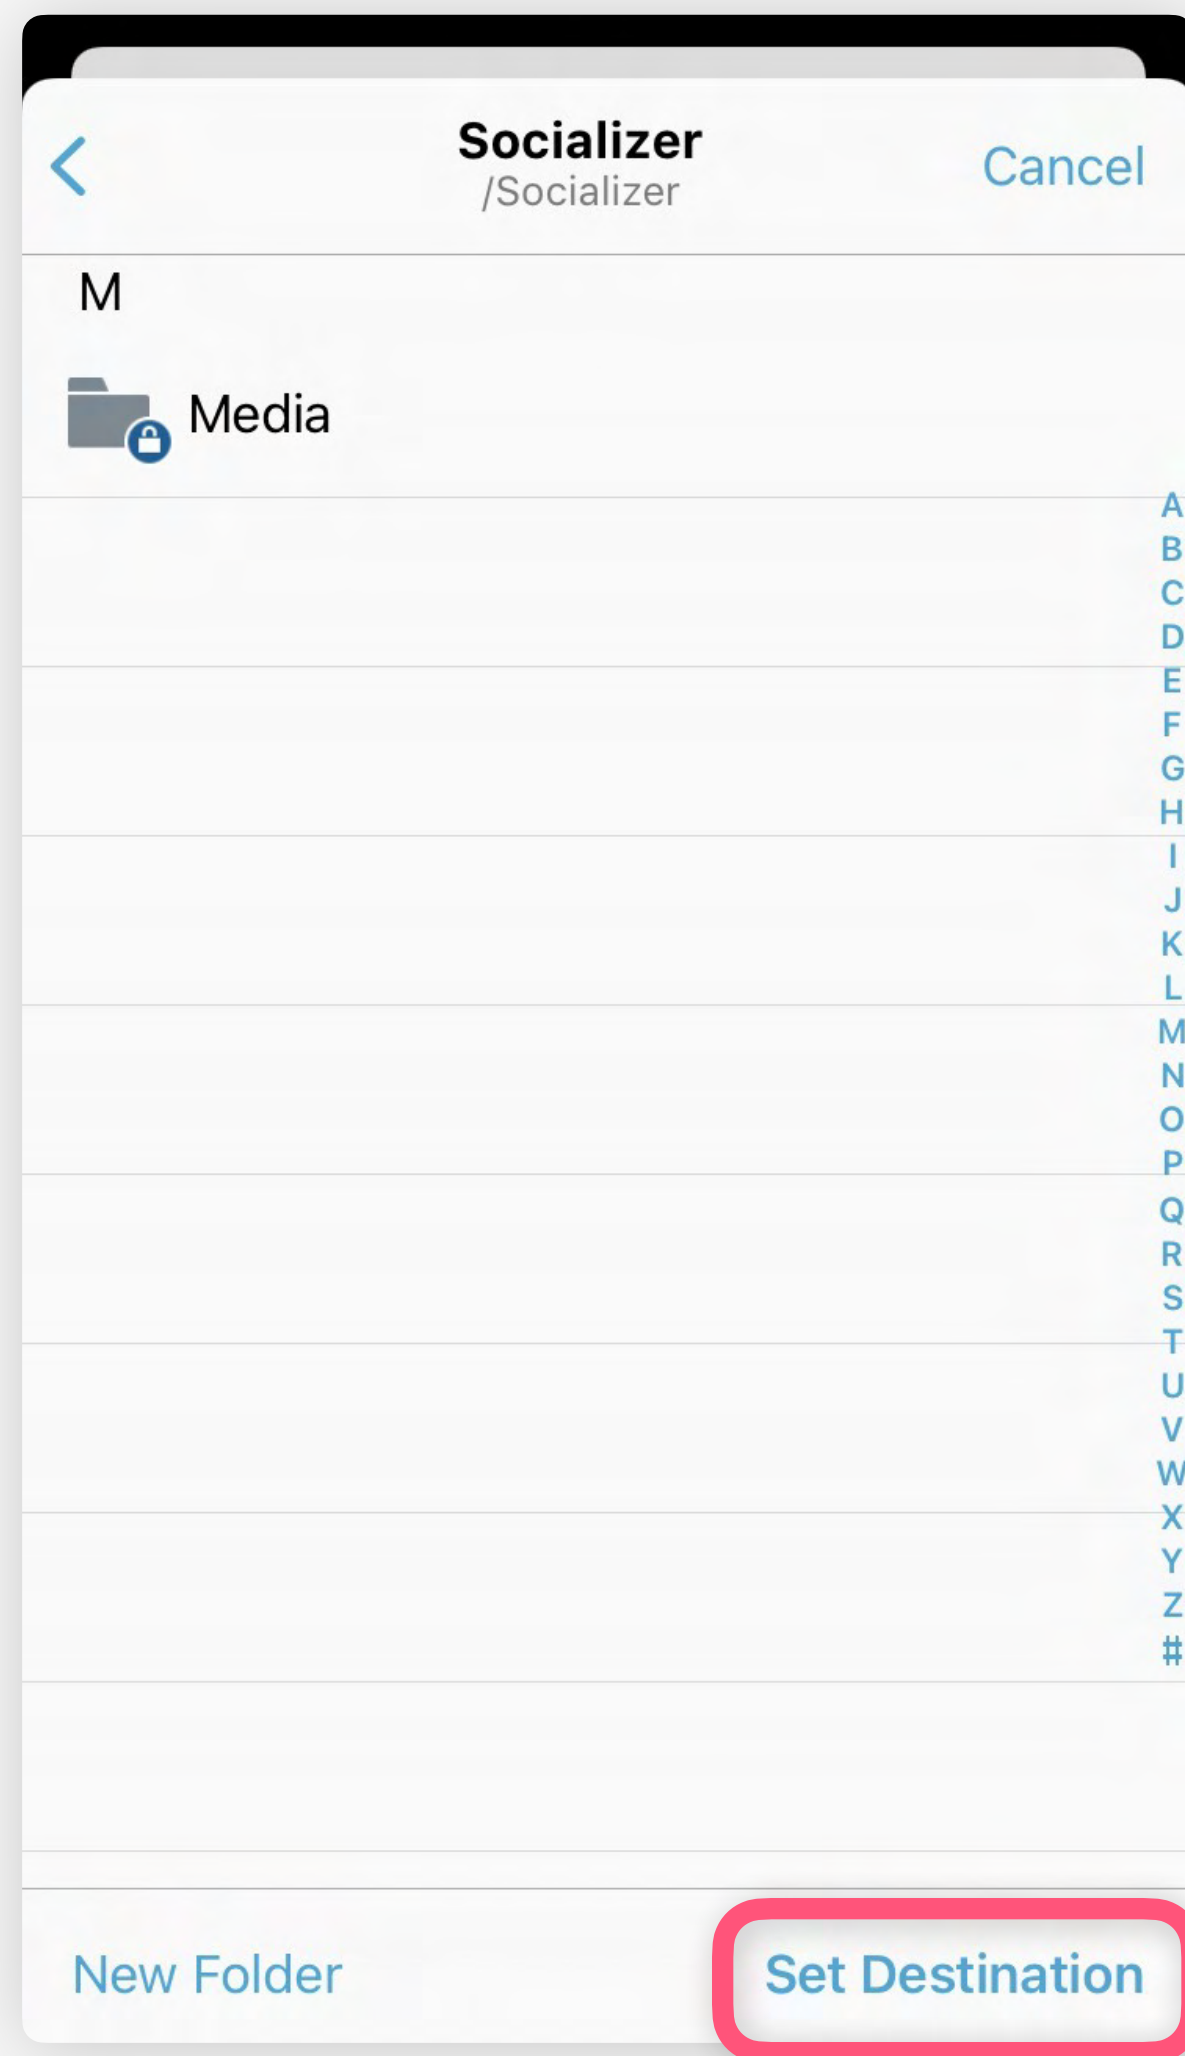 Socializer
/Socializer
Cancel
M
Media
A
B
C
D
E
F
G
H
I
J
K
L
M
N
O
P
Q
R
S
T
U
V
W
X
Y
Z
#
New Folder
Set Destination